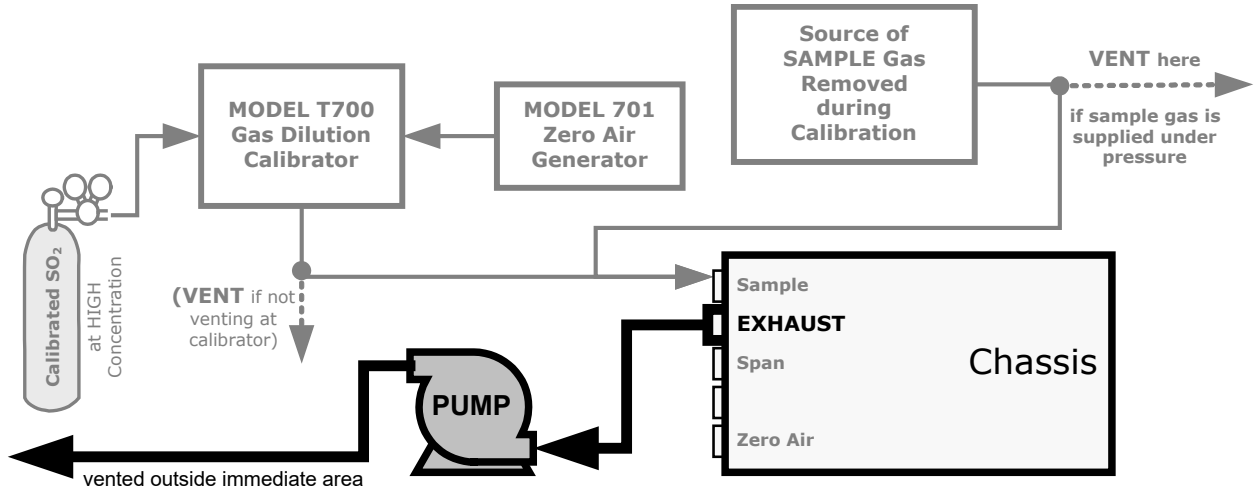 MODEL T700
Gas Dilution
Calibrator
MODEL 701
Zero Air
Generator
Source of
SAMPLE Gas
Removed
during
Calibration
VENT here
if sample gas is
supplied under
pressure
Calibrated SO₂
at HIGH
Concentration
(VENT if not
venting at
calibrator)
Sample
EXHAUST
Span
Zero Air
Chassis
PUMP
vented outside immediate area